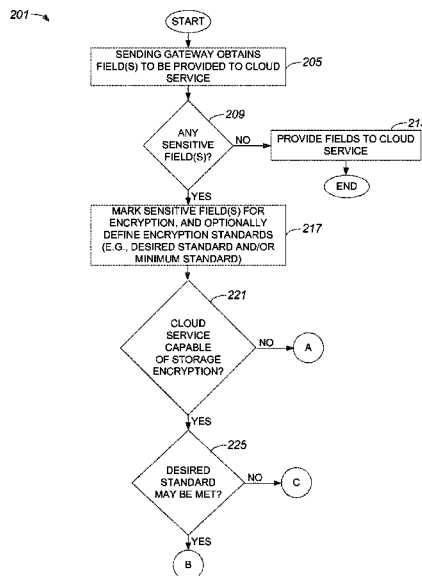 201
START
SENDING GATEWAY OBTAINS
FIELD(S) TO BE PROVIDED TO CLOUD
SERVICE
205
209
ANY
SENSITIVE
FIELD(S)?
NO
PROVIDE FIELDS TO CLOUD
SERVICE
END
YES
MARK SENSITIVE FIELD(S) FOR
ENCRYPTION, AND OPTIONALLY
DEFINE ENCRYPTION STANDARDS
(E.G., DESIRED STANDARD AND/OR
MINIMUM STANDARD)
217
221
CLOUD
SERVICE
CAPABLE
OF STORAGE
ENCRYPTION?
NO
A
YES
225
DESIRED
STANDARD
MAY BE MET?
NO
C
YES
B